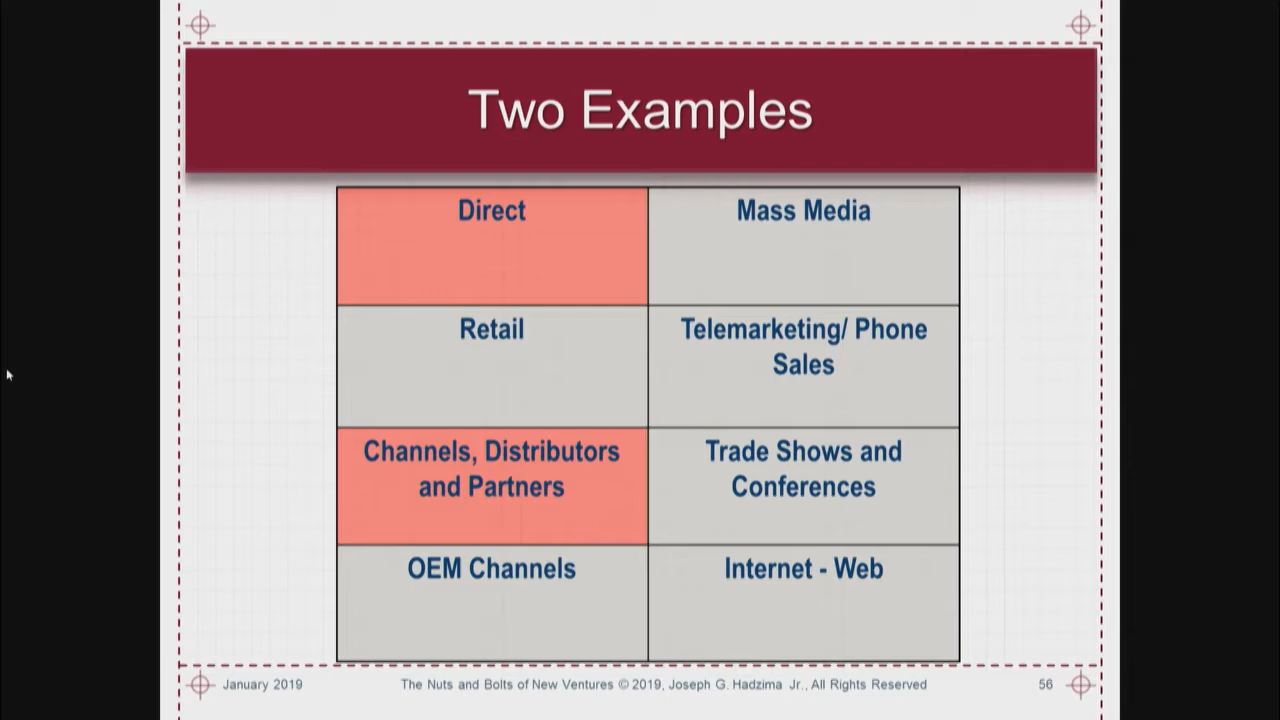 Two Examples
Direct
Mass Media
Retail
Telemarketing/ Phone
Sales
Channels, Distributors
and Partners
Trade Shows and
Conferences
OEM Channels
Internet - Web
January 2019
The Nuts and Bolts of New Ventures © 2019, Joseph G. Hadzima Jr., All Rights Reserved
56